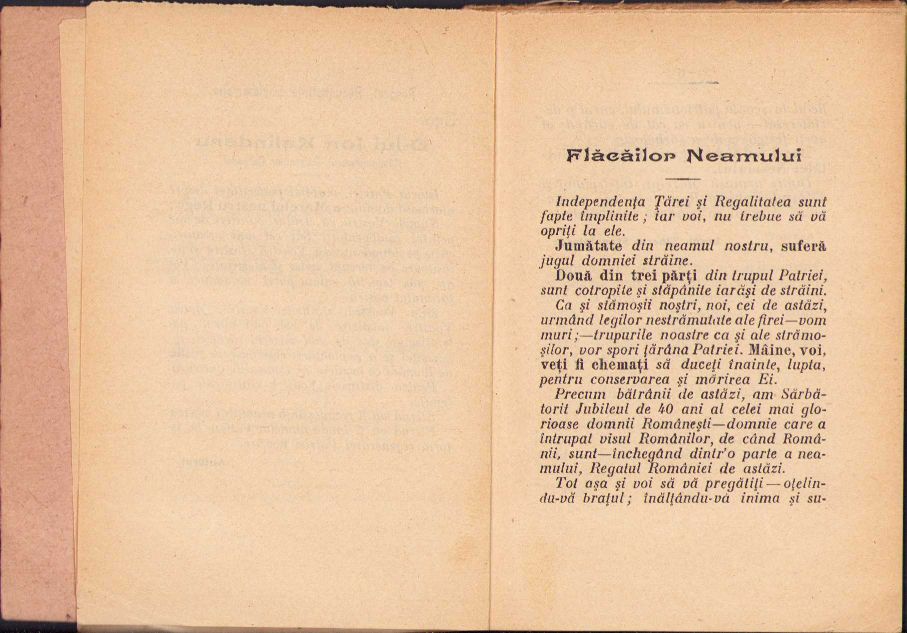 Flăcăilor Neamului
Independența Țărei și Regalitatea sunt
fapte împlinite ; iar voi, nu trebue să vă
opriți la ele.
Jumătate din neamul nostru, suferă
jugul domniei străine.
Două din trei părți din trupul Patriei,
sunt cotropite și stăpânite iarăși de străini.
Ca și stămoșii noștri, noi, cei de astăzi,
urmând legilor nestrămutate ale firei—vom
muri ;—trupurile noastre ca și ale strămo-
șilor, vor spori țărâna Patriei. Mâine, voi,
veți fi chemați să duceți înainte, lupta,
pentru conservarea și mărirea Ei.
Precum bătrânii de astăzi, am Sărbă-
torit Jubileul de 40 ani al celei mai glo-
rioase domnii Românești—domnie care a
întrupat visul Românilor, de când Româ-
nii, sunt—închegând dintr'o parte a nea-
mului, Regatul României de astăzi.
Tot așa și voi să vă pregătiți — oțelin-
du-vă brațul ; înălțându-vă inima și su-